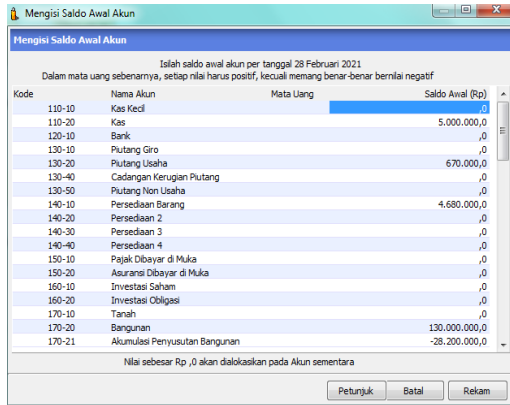 Mengisi Saldo Awal Akun
Mengisi Saldo Awal Akun
Isilah saldo awal akun per tanggal 28 Februari 2021
Dalam mata uang sebenarnya, setiap nilai harus positif, kecuali memang benar-benar bernilai negatif
Kode Nama Akun Mata Uang Saldo Awal (Rp)
110-10 Kas Kecil ,0
110-20 Kas 5.000.000,0
120-10 Bank ,0
130-10 Piutang Giro ,0
130-20 Piutang Usaha 670.000,0
130-40 Cadangan Kerugian Piutang ,0
130-50 Piutang Non Usaha ,0
140-10 Persediaan Barang 4.680.000,0
140-20 Persediaan 2 ,0
140-30 Persediaan 3 ,0
140-40 Persediaan 4 ,0
150-10 Pajak Dibayar di Muka ,0
150-20 Asuransi Dibayar di Muka ,0
160-10 Investasi Saham ,0
160-20 Investasi Obligasi ,0
170-10 Tanah ,0
170-20 Bangunan 130.000.000,0
170-21 Akumulasi Penyusutan Bangunan -28.200.000,0
Nilai sebesar Rp ,0 akan dialokasikan pada Akun sementara
Petunjuk Batal Rekam